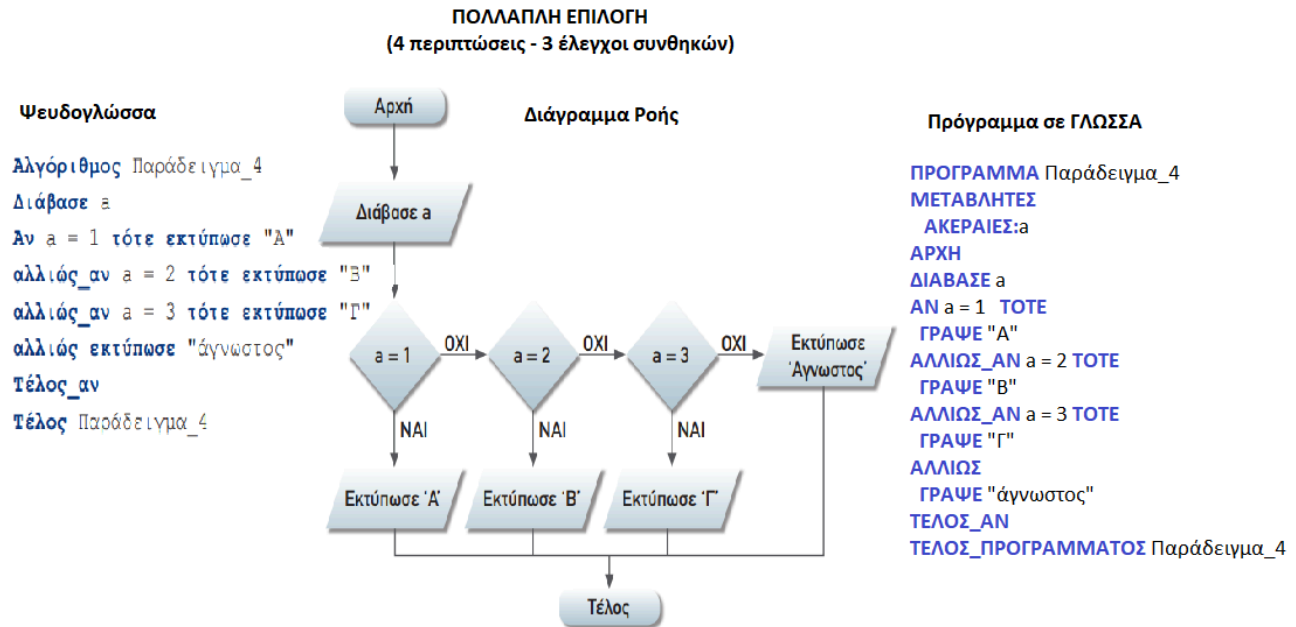 ΠΟΛΛΑΠΛΗ ΕΠΙΛΟΓΗ
(4 περιπτώσεις - 3 έλεγχοι συνθηκών)
Ψευδογλώσσα
Αλγόριθμος Παράδειγμα_4
Διάβασε a
Αν a = 1 τότε εκτύπωσε "Α"
αλλιώς_αν a = 2 τότε εκτύπωσε "Β"
αλλιώς_αν a = 3 τότε εκτύπωσε "Γ"
αλλιώς εκτύπωσε "άγνωστος"
Τέλος_αν
Τέλος Παράδειγμα_4
Διάγραμμα Ροής
Αρχή
Διάβασε a
a = 1
ΟΧΙ
a = 2
ΟΧΙ
a = 3
ΟΧΙ
Εκτύπωσε
'Άγνωστος'
ΝΑΙ
ΝΑΙ
ΝΑΙ
Εκτύπωσε 'Α'
Εκτύπωσε 'Β'
Εκτύπωσε 'Γ'
Τέλος
Πρόγραμμα σε ΓΛΩΣΣΑ
ΠΡΟΓΡΑΜΜΑ Παράδειγμα_4
ΜΕΤΑΒΛΗΤΕΣ
ΑΚΕΡΑΙΕΣ:a
ΑΡΧΗ
ΔΙΑΒΑΣΕ a
ΑΝ a = 1 ΤΟΤΕ
ΓΡΑΨΕ "Α"
ΑΛΛΙΩΣ_ΑΝ a = 2 ΤΟΤΕ
ΓΡΑΨΕ "Β"
ΑΛΛΙΩΣ_ΑΝ a = 3 ΤΟΤΕ
ΓΡΑΨΕ "Γ"
ΑΛΛΙΩΣ
ΓΡΑΨΕ "άγνωστος"
ΤΕΛΟΣ_ΑΝ
ΤΕΛΟΣ_ΠΡΟΓΡΑΜΜΑΤΟΣ Παράδειγμα_4